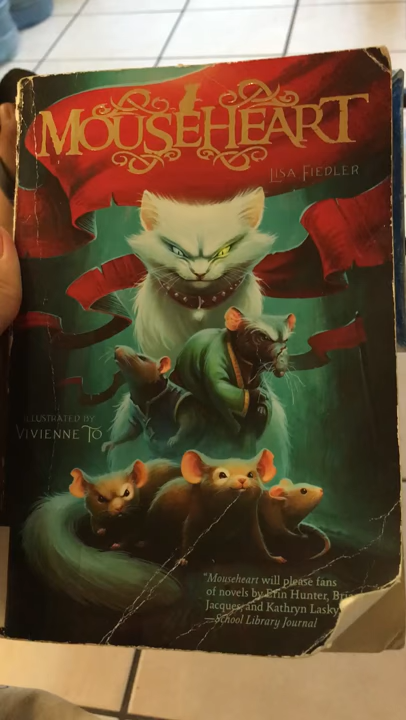 MOUSEHEART
LISA FIEDLER
ILLUSTRATED BY
VIVIENNE TO
"Mouseheart will please fans
of novels by Erin Hunter, Bri
Jacques, and Kathryn Lasky
—School Library Journal